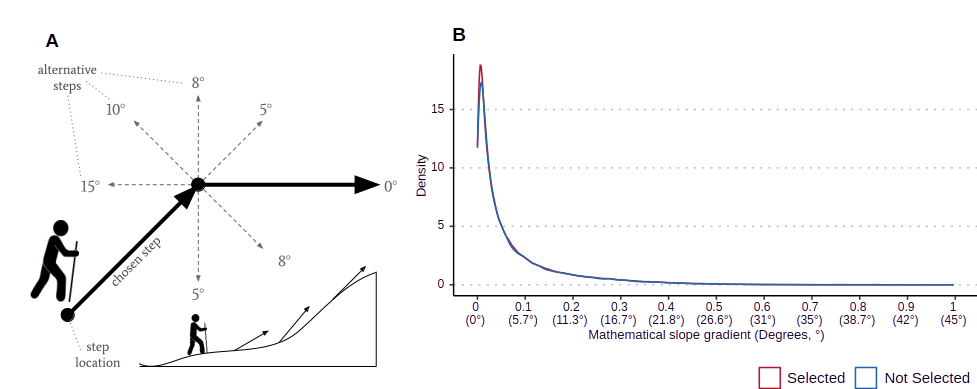 A
alternative
steps
8°
10°
5°
15°
0°
chosen step
8°
5°
step
location
B
Density
15
10
5
0
0 0.1 0.2 0.3 0.4 0.5 0.6 0.7 0.8 0.9 1
(0°) (5.7°) (11.3°) (16.7°) (21.8°) (26.6°) (31°) (35°) (38.7°) (42°) (45°)
Mathematical slope gradient (Degrees, °)
Selected Not Selected